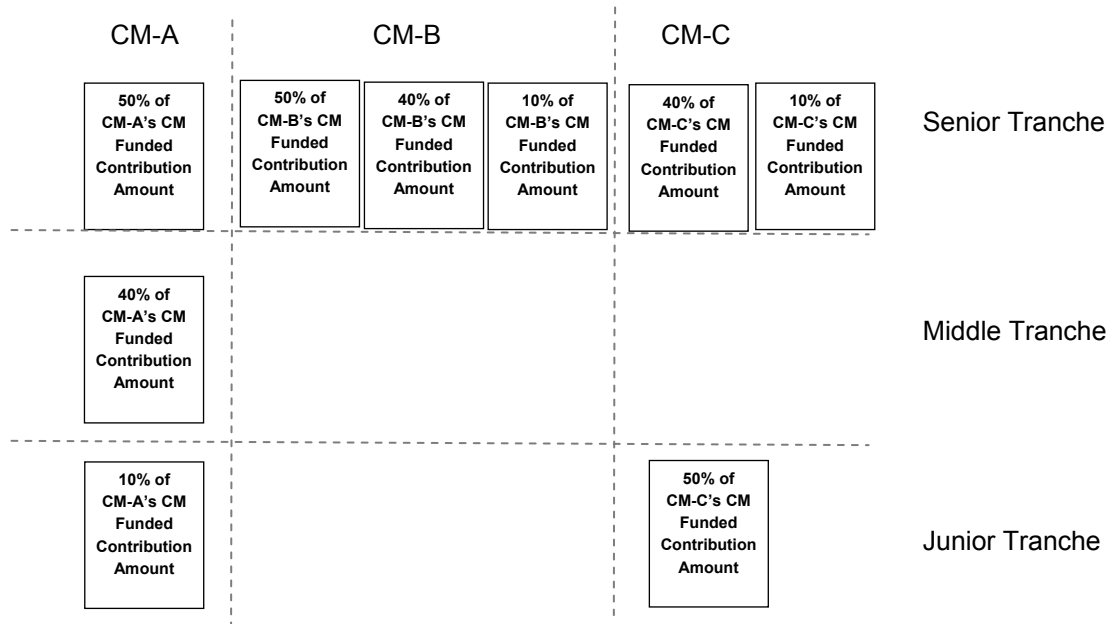 CM-A
CM-B
CM-C
50% of
CM-A’s CM
Funded
Contribution
Amount
50% of
CM-B’s CM
Funded
Contribution
Amount
40% of
CM-B’s CM
Funded
Contribution
Amount
10% of
CM-B’s CM
Funded
Contribution
Amount
40% of
CM-C’s CM
Funded
Contribution
Amount
10% of
CM-C’s CM
Funded
Contribution
Amount
Senior Tranche
40% of
CM-A’s CM
Funded
Contribution
Amount
Middle Tranche
10% of
CM-A’s CM
Funded
Contribution
Amount
50% of
CM-C’s CM
Funded
Contribution
Amount
Junior Tranche